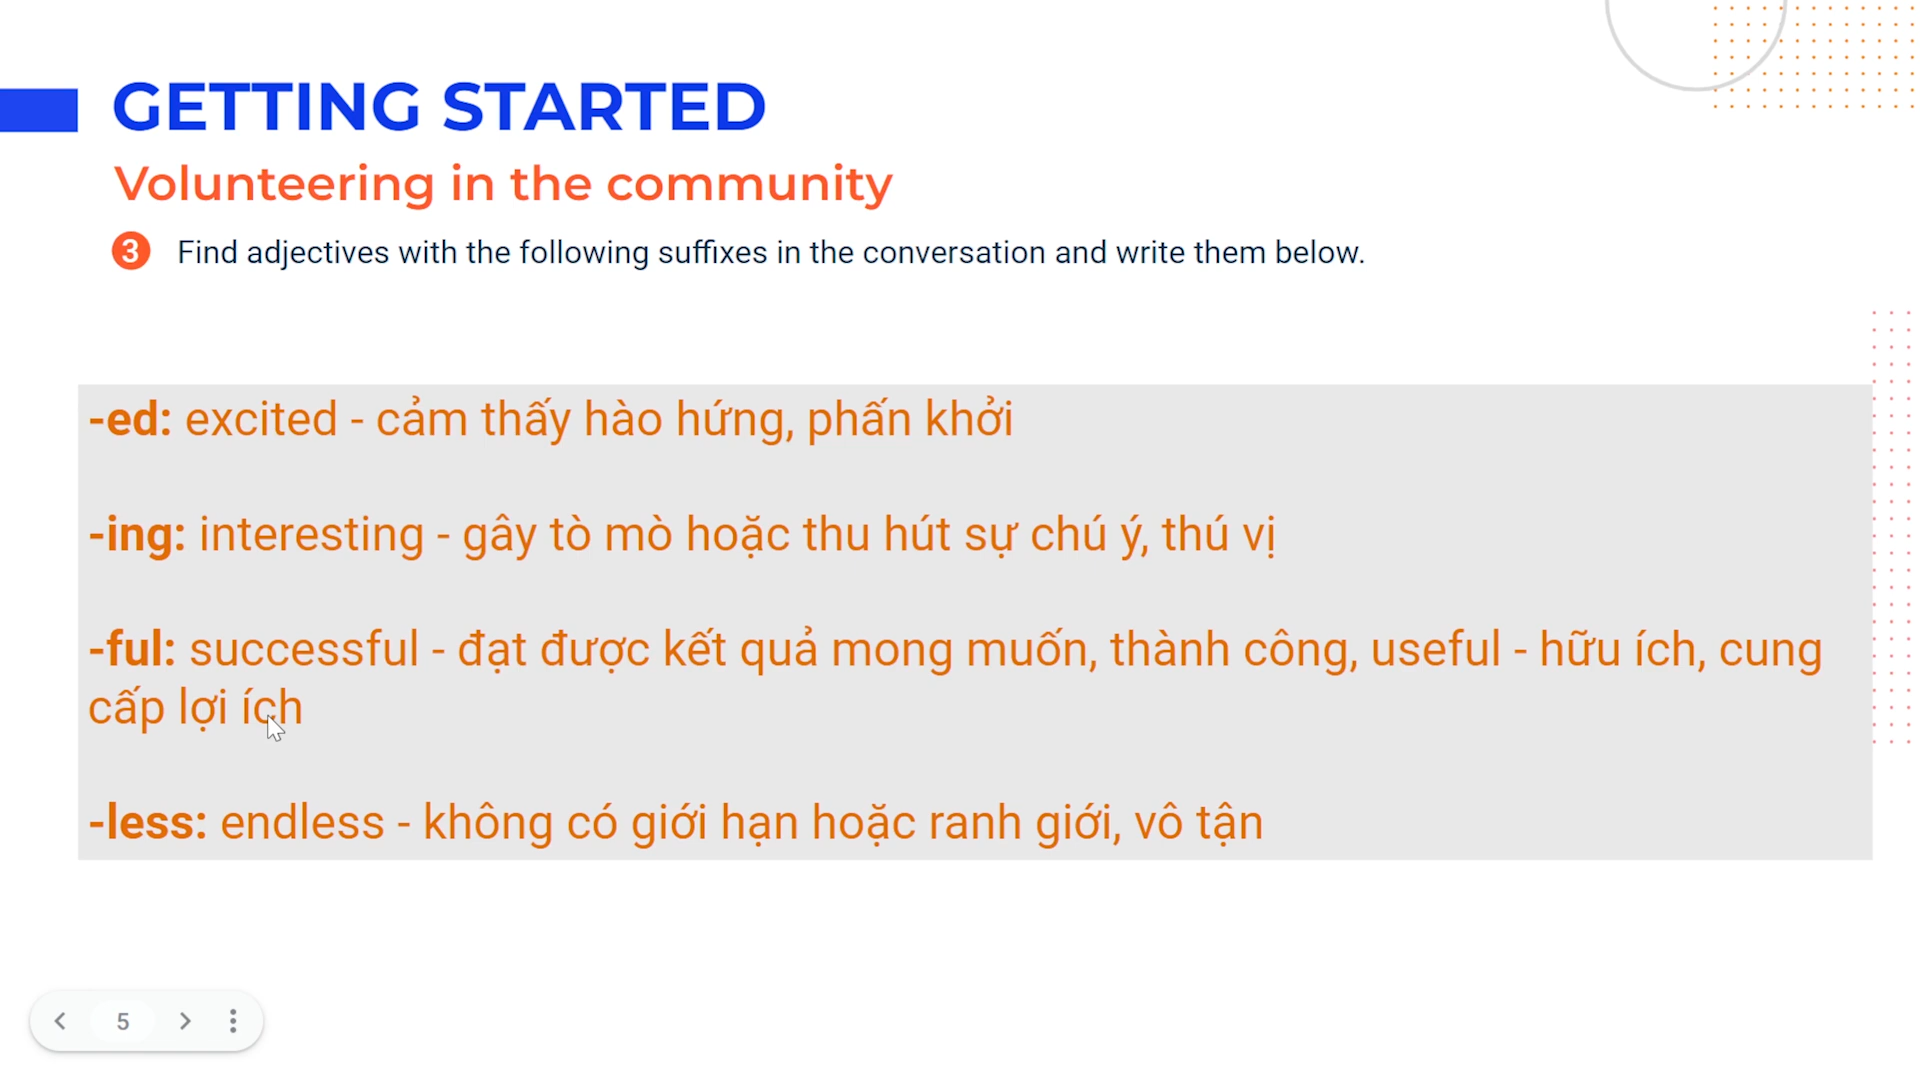 GETTING STARTED
Volunteering in the community
3 Find adjectives with the following suffixes in the conversation and write them below.
-ed: excited - cảm thấy hào hứng, phấn khởi
-ing: interesting - gây tò mò hoặc thu hút sự chú ý, thú vị
-ful: successful - đạt được kết quả mong muốn, thành công, useful - hữu ích, cung
cấp lợi ích
-less: endless - không có giới hạn hoặc ranh giới, vô tận
5